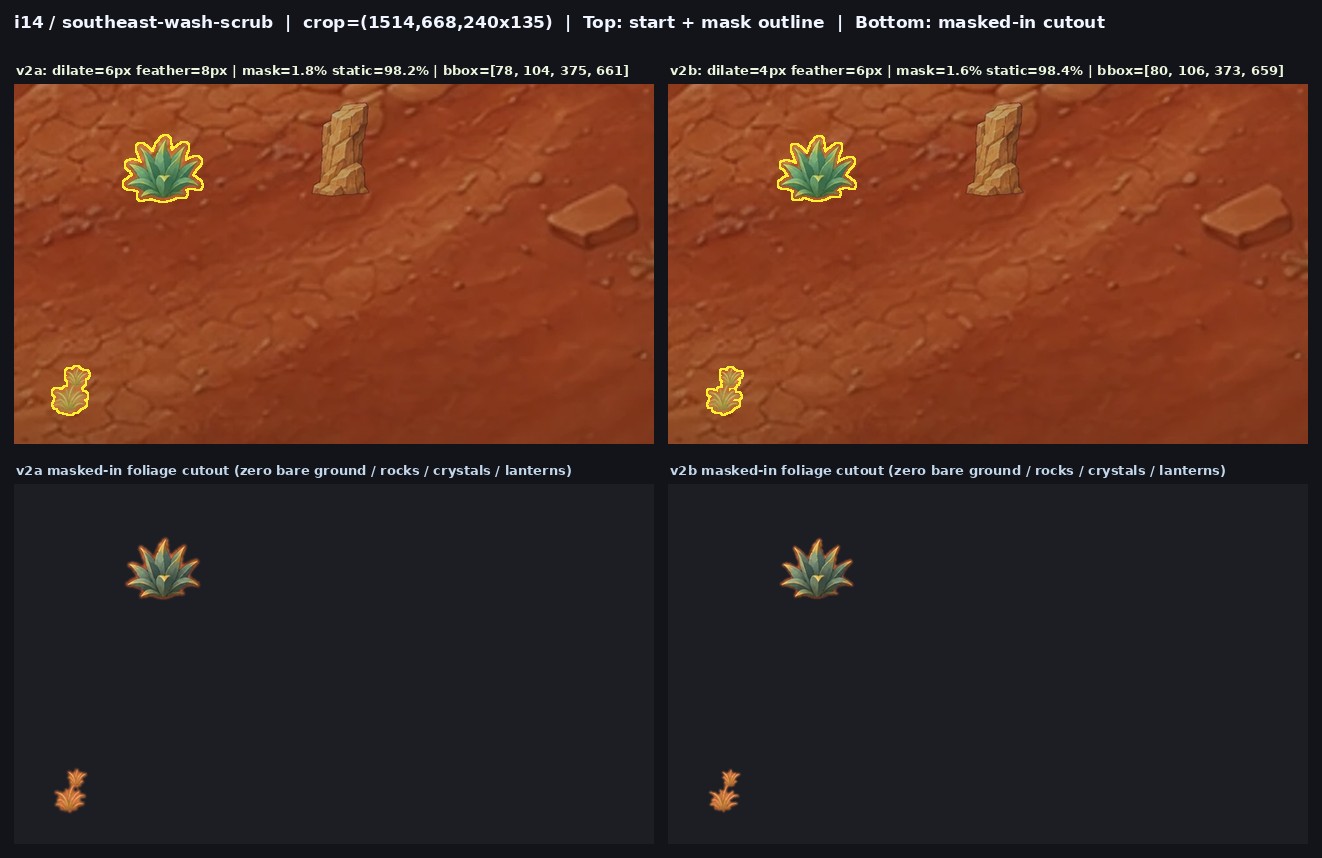 i14 / southeast-wash-scrub  |  crop=(1514,668,240x135)  |  Top: start + mask outline  |  Bottom: masked-in cutout
v2a: dilate=6px feather=8px | mask=1.8% static=98.2% | bbox=[78, 104, 375, 661]
v2b: dilate=4px feather=6px | mask=1.6% static=98.4% | bbox=[80, 106, 373, 659]
v2a masked-in foliage cutout (zero bare ground / rocks / crystals / lanterns)
v2b masked-in foliage cutout (zero bare ground / rocks / crystals / lanterns)